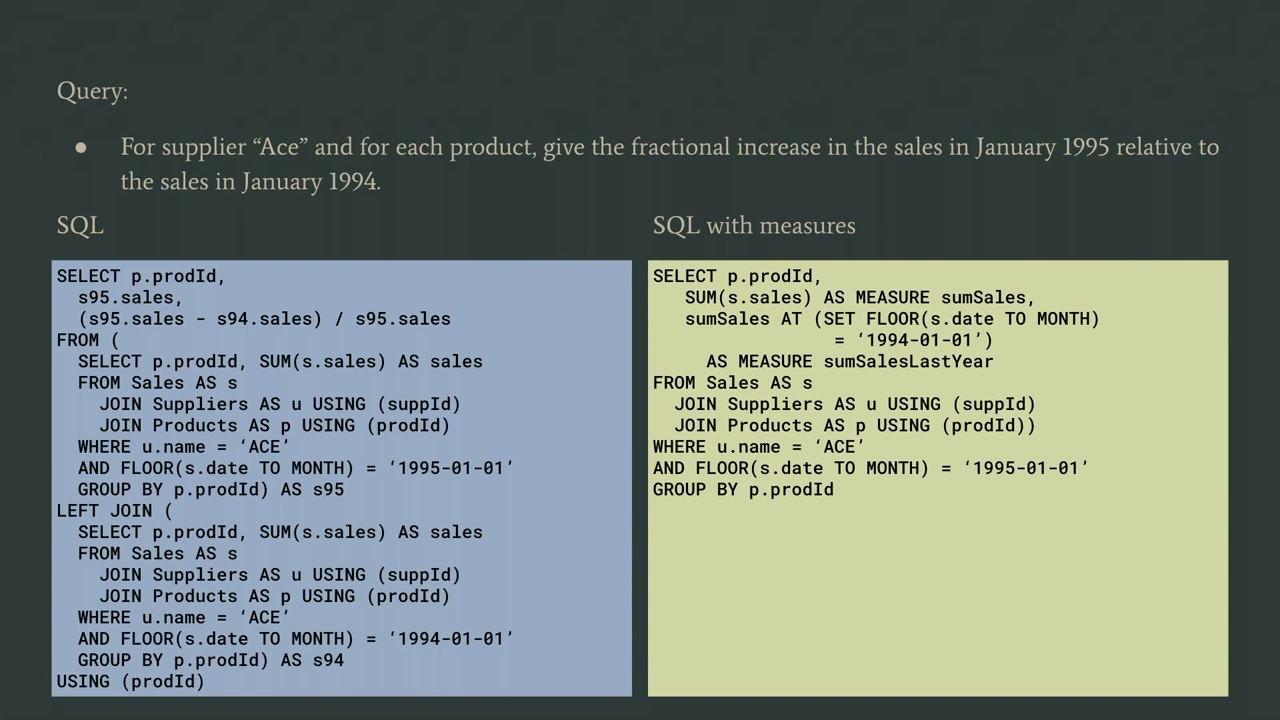 Query:
● For supplier “Ace” and for each product, give the fractional increase in the sales in January 1995 relative to
the sales in January 1994.
SQL
SELECT p.prodId,
  s95.sales,
  (s95.sales - s94.sales) / s95.sales
FROM (
  SELECT p.prodId, SUM(s.sales) AS sales
  FROM Sales AS s
    JOIN Suppliers AS u USING (suppId)
    JOIN Products AS p USING (prodId)
  WHERE u.name = ‘ACE’
  AND FLOOR(s.date TO MONTH) = ‘1995-01-01’
  GROUP BY p.prodId) AS s95
LEFT JOIN (
  SELECT p.prodId, SUM(s.sales) AS sales
  FROM Sales AS s
    JOIN Suppliers AS u USING (suppId)
    JOIN Products AS p USING (prodId)
  WHERE u.name = ‘ACE’
  AND FLOOR(s.date TO MONTH) = ‘1994-01-01’
  GROUP BY p.prodId) AS s94
USING (prodId)
SQL with measures
SELECT p.prodId,
   SUM(s.sales) AS MEASURE sumSales,
   sumSales AT (SET FLOOR(s.date TO MONTH)
                 = ‘1994-01-01’)
     AS MEASURE sumSalesLastYear
FROM Sales AS s
  JOIN Suppliers AS u USING (suppId)
  JOIN Products AS p USING (prodId))
WHERE u.name = ‘ACE’
AND FLOOR(s.date TO MONTH) = ‘1995-01-01’
GROUP BY p.prodId